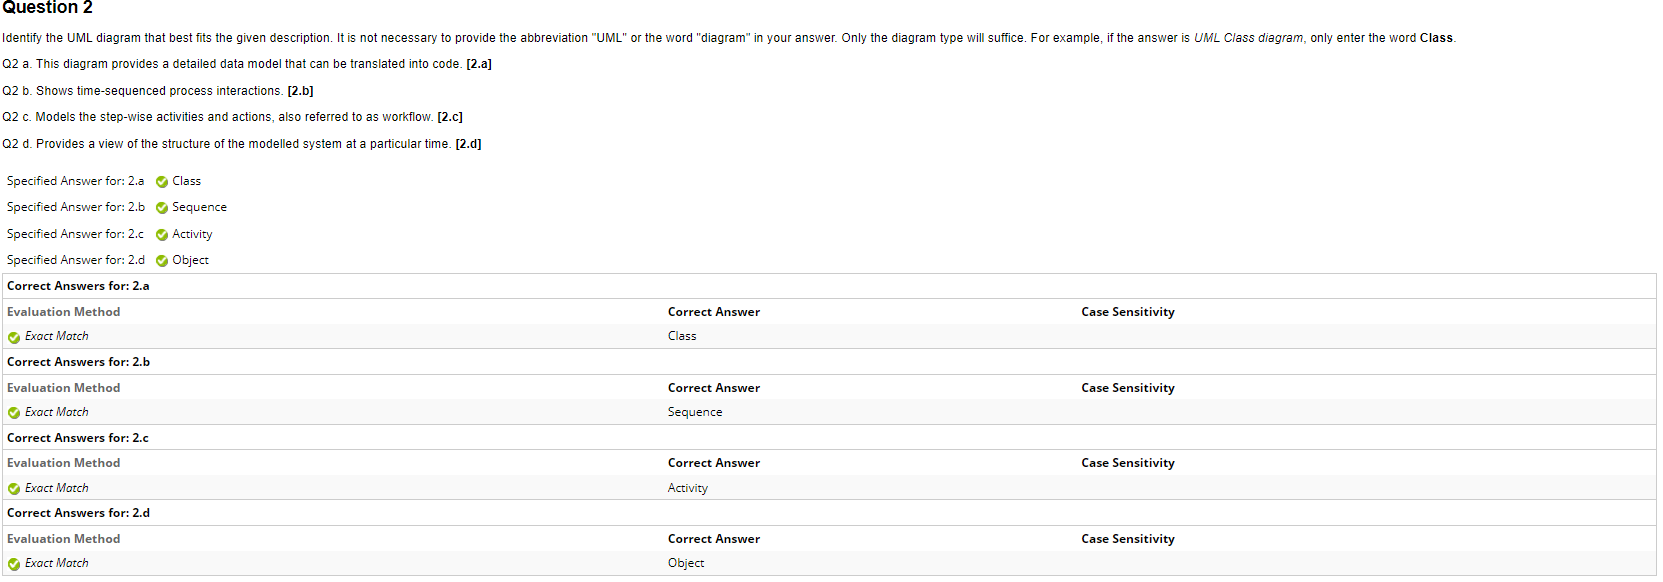 Question 2
Identify the UML diagram that best fits the given description. It is not necessary to provide the abbreviation "UML" or the word "diagram" in your answer. Only the diagram type will suffice. For example, if the answer is UML Class diagram, only enter the word Class.
Q2 a. This diagram provides a detailed data model that can be translated into code. [2.a]
Q2 b. Shows time-sequenced process interactions. [2.b]
Q2 c. Models the step-wise activities and actions, also referred to as workflow. [2.c]
Q2 d. Provides a view of the structure of the modelled system at a particular time. [2.d]
Specified Answer for: 2.a Class
Specified Answer for: 2.b Sequence
Specified Answer for: 2.c Activity
Specified Answer for: 2.d Object
Correct Answers for: 2.a
Evaluation Method Correct Answer Case Sensitivity
Exact Match Class
Correct Answers for: 2.b
Evaluation Method Correct Answer Case Sensitivity
Exact Match Sequence
Correct Answers for: 2.c
Evaluation Method Correct Answer Case Sensitivity
Exact Match Activity
Correct Answers for: 2.d
Evaluation Method Correct Answer Case Sensitivity
Exact Match Object